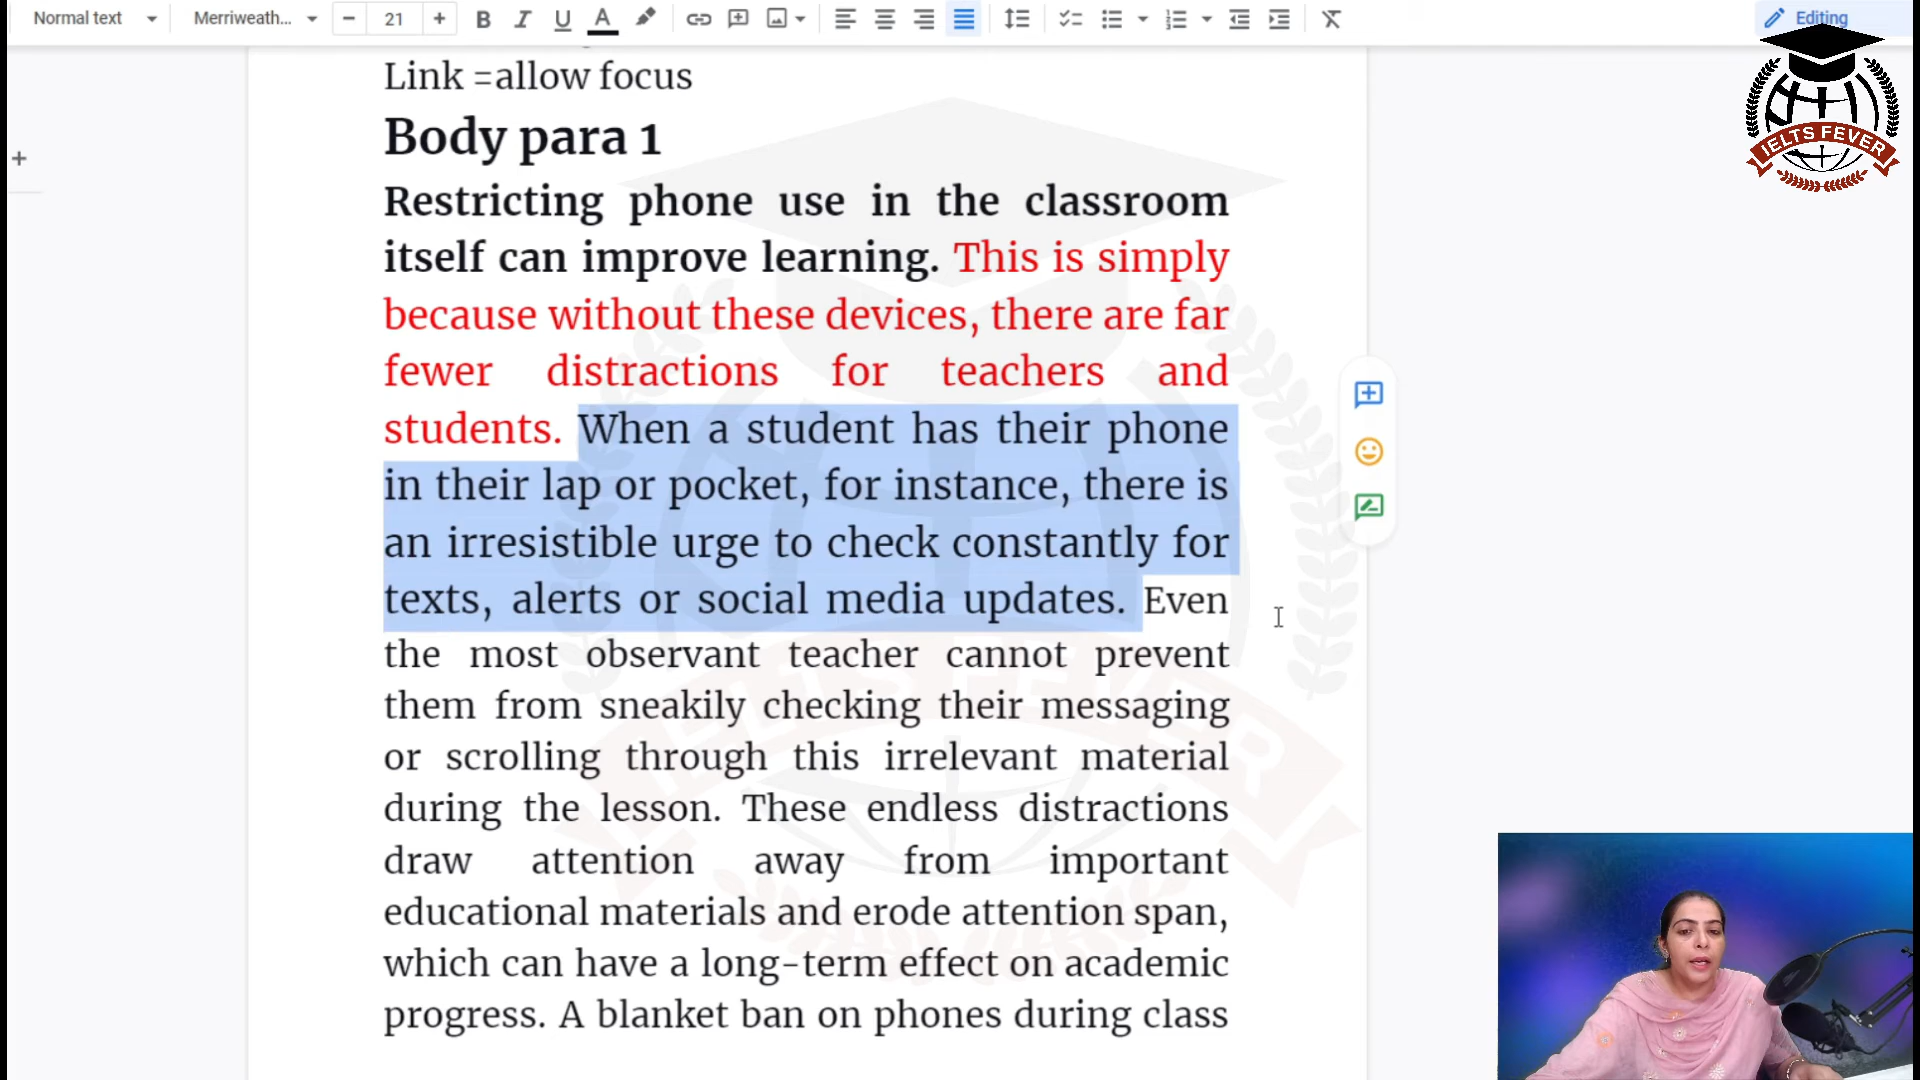 Normal text
Merriweath...
21
B
I
U
A
Editing
IELTS FEVER
Link =allow focus
Body para 1
Restricting phone use in the classroom
itself can improve learning. This is simply
because without these devices, there are far
fewer distractions for teachers and
students. When a student has their phone
in their lap or pocket, for instance, there is
an irresistible urge to check constantly for
texts, alerts or social media updates. Even
the most observant teacher cannot prevent
them from sneakily checking their messaging
or scrolling through this irrelevant material
during the lesson. These endless distractions
draw attention away from important
educational materials and erode attention span,
which can have a long-term effect on academic
progress. A blanket ban on phones during class
IELTS FEVER